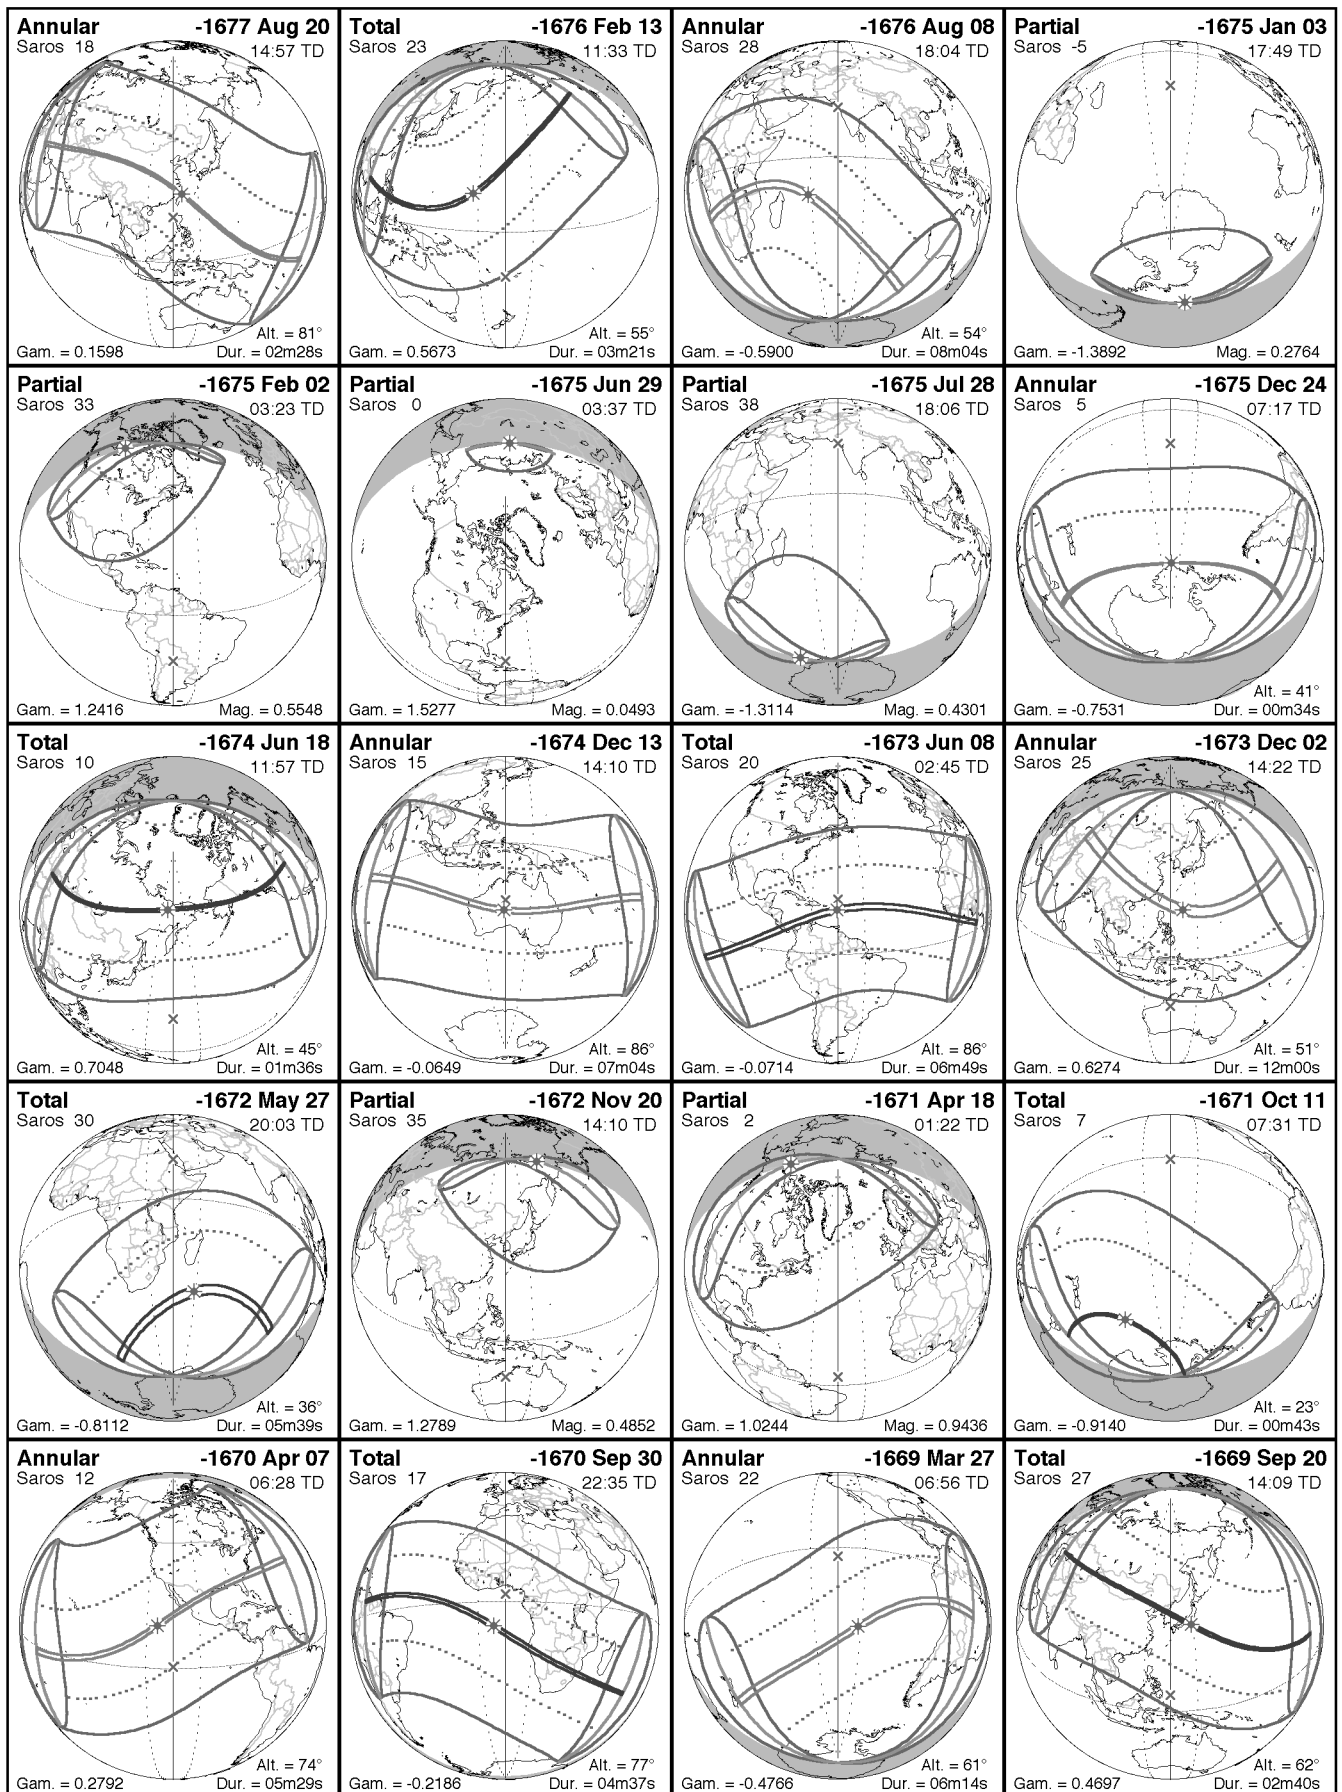 Annular -1677 Aug 20
Saros 18 14:57 TD
Alt. = 81°
Gam. = 0.1598 Dur. = 02m28s
Total -1676 Feb 13
Saros 23 11:33 TD
Alt. = 55°
Gam. = 0.5673 Dur. = 03m21s
Annular -1676 Aug 08
Saros 28 18:04 TD
Alt. = 54°
Gam. = -0.5900 Dur. = 08m04s
Partial -1675 Jan 03
Saros -5 17:49 TD
Gam. = -1.3892 Mag. = 0.2764
Partial -1675 Feb 02
Saros 33 03:23 TD
Gam. = 1.2416 Mag. = 0.5548
Partial -1675 Jun 29
Saros 0 03:37 TD
Gam. = 1.5277 Mag. = 0.0493
Partial -1675 Jul 28
Saros 38 18:06 TD
Gam. = -1.3114 Mag. = 0.4301
Annular -1675 Dec 24
Saros 5 07:17 TD
Alt. = 41°
Gam. = -0.7531 Dur. = 00m34s
Total -1674 Jun 18
Saros 10 11:57 TD
Alt. = 45°
Gam. = 0.7048 Dur. = 01m36s
Annular -1674 Dec 13
Saros 15 14:10 TD
Alt. = 86°
Gam. = -0.0649 Dur. = 07m04s
Total -1673 Jun 08
Saros 20 02:45 TD
Alt. = 86°
Gam. = -0.0714 Dur. = 06m49s
Annular -1673 Dec 02
Saros 25 14:22 TD
Alt. = 51°
Gam. = 0.6274 Dur. = 12m00s
Total -1672 May 27
Saros 30 20:03 TD
Alt. = 36°
Gam. = -0.8112 Dur. = 05m39s
Partial -1672 Nov 20
Saros 35 14:10 TD
Gam. = 1.2789 Mag. = 0.4852
Partial -1671 Apr 18
Saros 2 01:22 TD
Gam. = 1.0244 Mag. = 0.9436
Total -1671 Oct 11
Saros 7 07:31 TD
Alt. = 23°
Gam. = -0.9140 Dur. = 00m43s
Annular -1670 Apr 07
Saros 12 06:28 TD
Alt. = 74°
Gam. = 0.2792 Dur. = 05m29s
Total -1670 Sep 30
Saros 17 22:35 TD
Alt. = 77°
Gam. = -0.2186 Dur. = 04m37s
Annular -1669 Mar 27
Saros 22 06:56 TD
Alt. = 61°
Gam. = -0.4766 Dur. = 06m14s
Total -1669 Sep 20
Saros 27 14:09 TD
Alt. = 62°
Gam. = 0.4697 Dur. = 02m40s